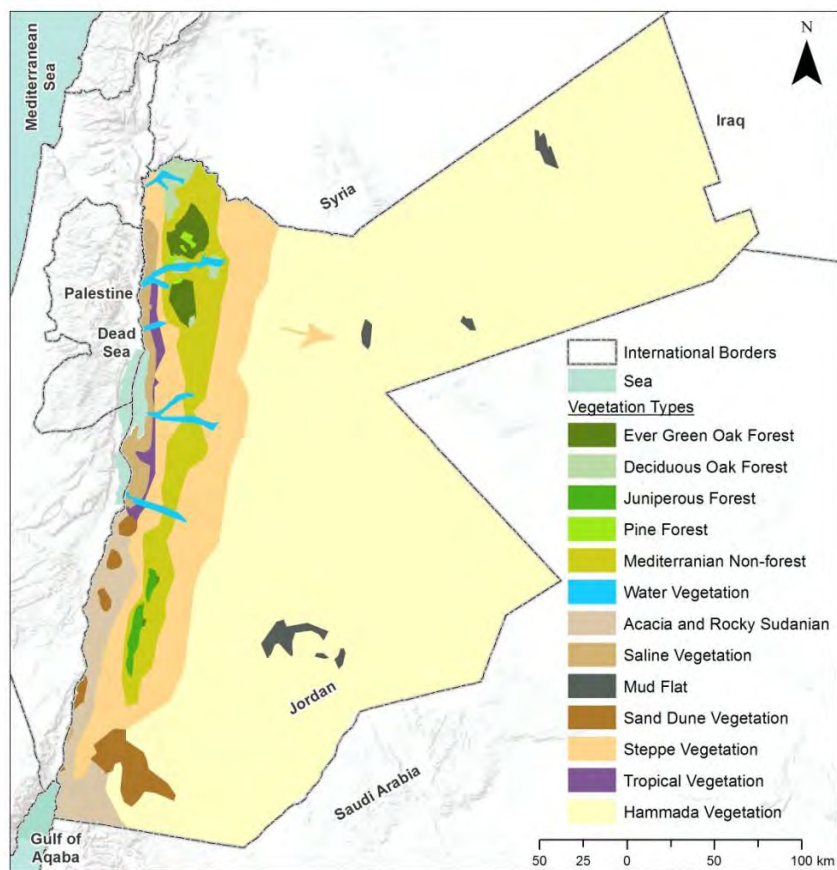 Mediterranean
Sea
N
Iraq
Syria
Palestine
Dead
Sea
Jordan
Saudi Arabia
Gulf of
Aqaba
International Borders
Sea
Vegetation Types
Ever Green Oak Forest
Deciduous Oak Forest
Juniperous Forest
Pine Forest
Mediterranian Non-forest
Water Vegetation
Acacia and Rocky Sudanian
Saline Vegetation
Mud Flat
Sand Dune Vegetation
Steppe Vegetation
Tropical Vegetation
Hammada Vegetation
50 25 0 50 100 km